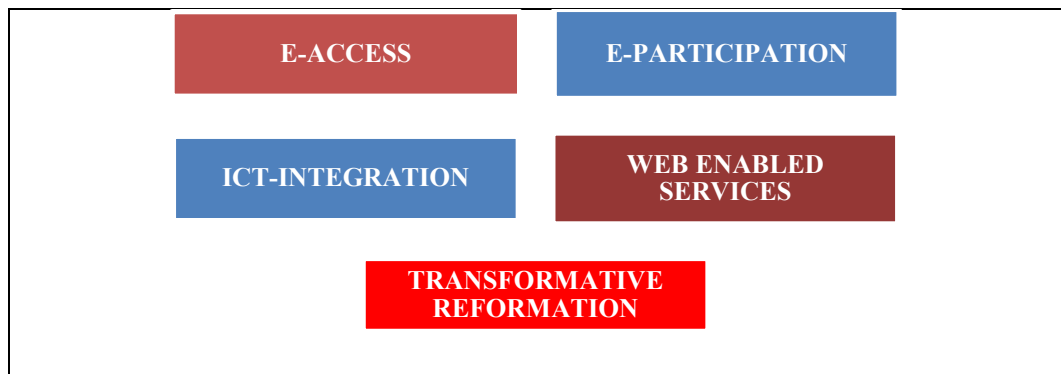 E-ACCESS
E-PARTICIPATION
ICT-INTEGRATION
WEB ENABLED
SERVICES
TRANSFORMATIVE
REFORMATION